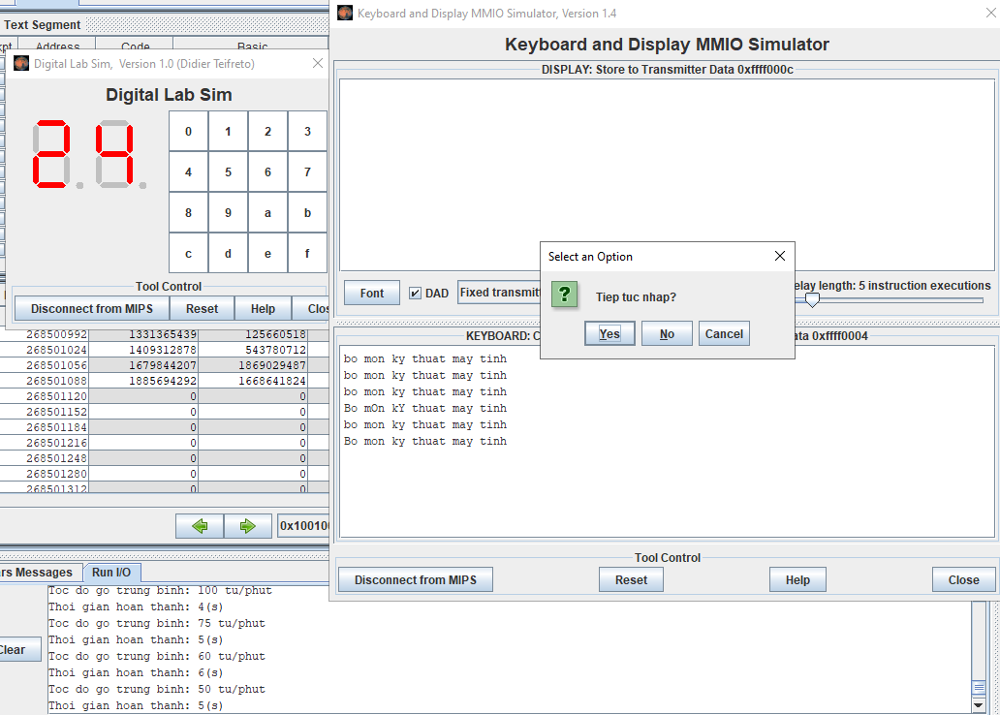 Text Segment
Address Code Basic
Digital Lab Sim, Version 1.0 (Didier Teifreto)
Digital Lab Sim
24
0 1 2 3
4 5 6 7
8 9 a b
c d e f
Tool Control
Disconnect from MIPS Reset Help Clos
268500992 1331365439 125660518
268501024 1409312878 543780712
268501056 1679844207 1869029487
268501088 1885694292 1668641824
268501120 0 0
268501152 0 0
268501184 0 0
268501216 0 0
268501248 0 0
268501280 0 0
268501312 0 0
0x10010
Keyboard and Display MMIO Simulator, Version 1.4
Keyboard and Display MMIO Simulator
DISPLAY: Store to Transmitter Data 0xffff000c
Font DAD Fixed transmit elay length: 5 instruction executions
Select an Option
Tiep tuc nhap?
Yes No Cancel
KEYBOARD: C ata 0xffff0004
bo mon ky thuat may tinh
bo mon ky thuat may tinh
bo mon ky thuat may tinh
Bo mOn kY thuat may tinh
bo mon ky thuat may tinh
Bo mon ky thuat may tinh
Tool Control
Disconnect from MIPS Reset Help Close
rs Messages Run I/O
Clear
Toc do go trung binh: 100 tu/phut
Thoi gian hoan thanh: 4(s)
Toc do go trung binh: 75 tu/phut
Thoi gian hoan thanh: 5(s)
Toc do go trung binh: 60 tu/phut
Thoi gian hoan thanh: 6(s)
Toc do go trung binh: 50 tu/phut
Thoi gian hoan thanh: 5(s)